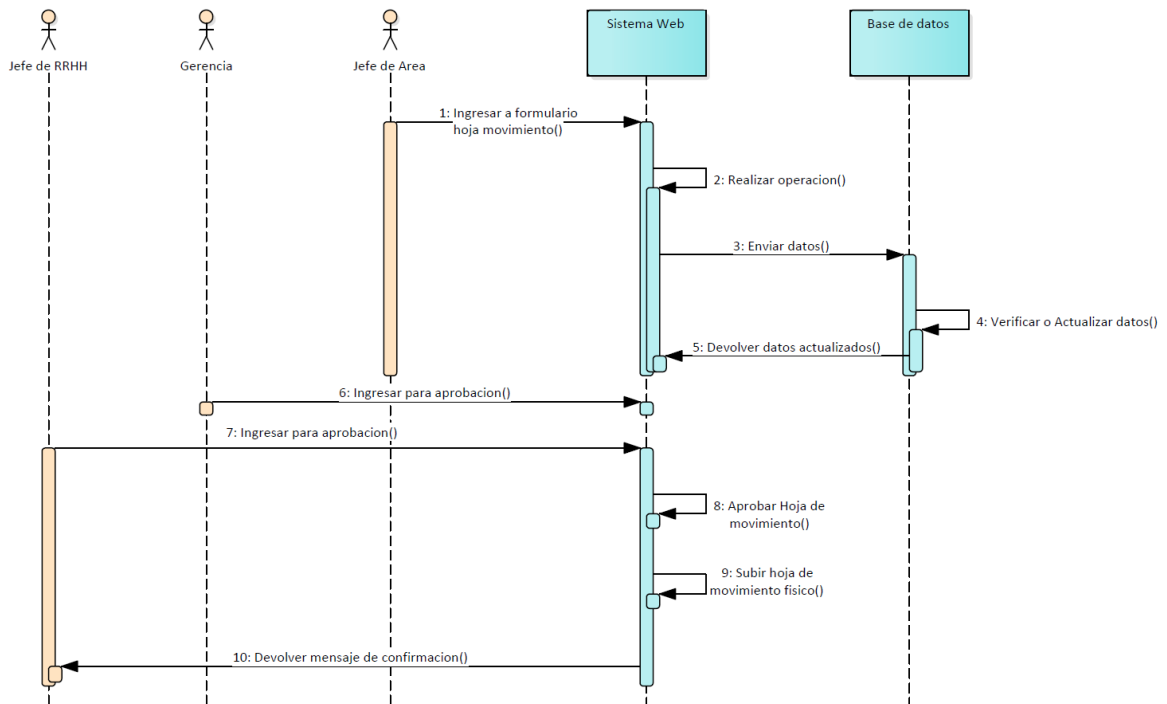 Jefe de RRHH
Gerencia
Jefe de Area
Sistema Web
Base de datos
1: Ingresar a formulario
hoja movimiento()
2: Realizar operacion()
3: Enviar datos()
4: Verificar o Actualizar datos()
5: Devolver datos actualizados()
6: Ingresar para aprobacion()
7: Ingresar para aprobacion()
8: Aprobar Hoja de
movimiento()
9: Subir hoja de
movimiento fisico()
10: Devolver mensaje de confirmacion()